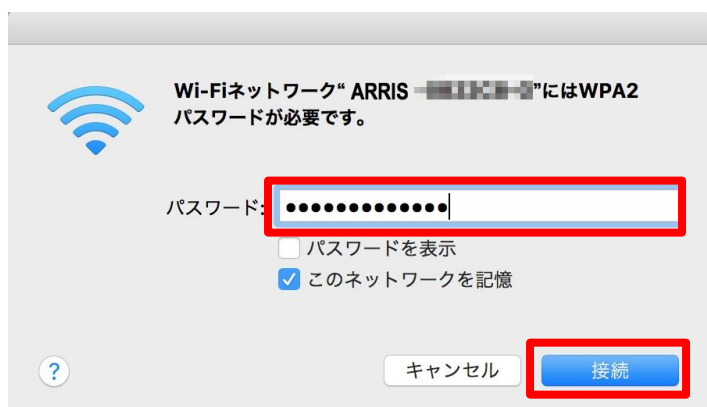 Wi-Fiネットワーク“ ARRIS ”にはWPA2
パスワードが必要です。
パスワード: •••••••••••••
パスワードを表示
このネットワークを記憶
?
キャンセル
接続